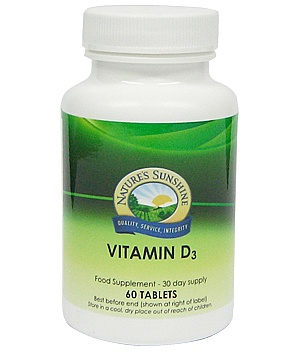 NATURE'S SUNSHINE
QUALITY, SERVICE, INTEGRITY
VITAMIN D3
Food Supplement - 30 day supply
60 TABLETS
Best before end (shown at right of label)
Store in a cool, dry place out of reach of children.